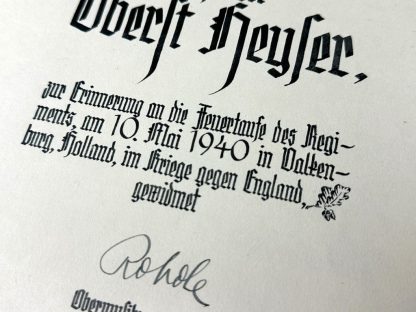 Oberst Heyser,
zur Erinnerung an die Feuertaufe des Regi-
ments, am 10. Mai 1940 in Valken-
burg, Holland, im Kriege gegen England,
gewidmet